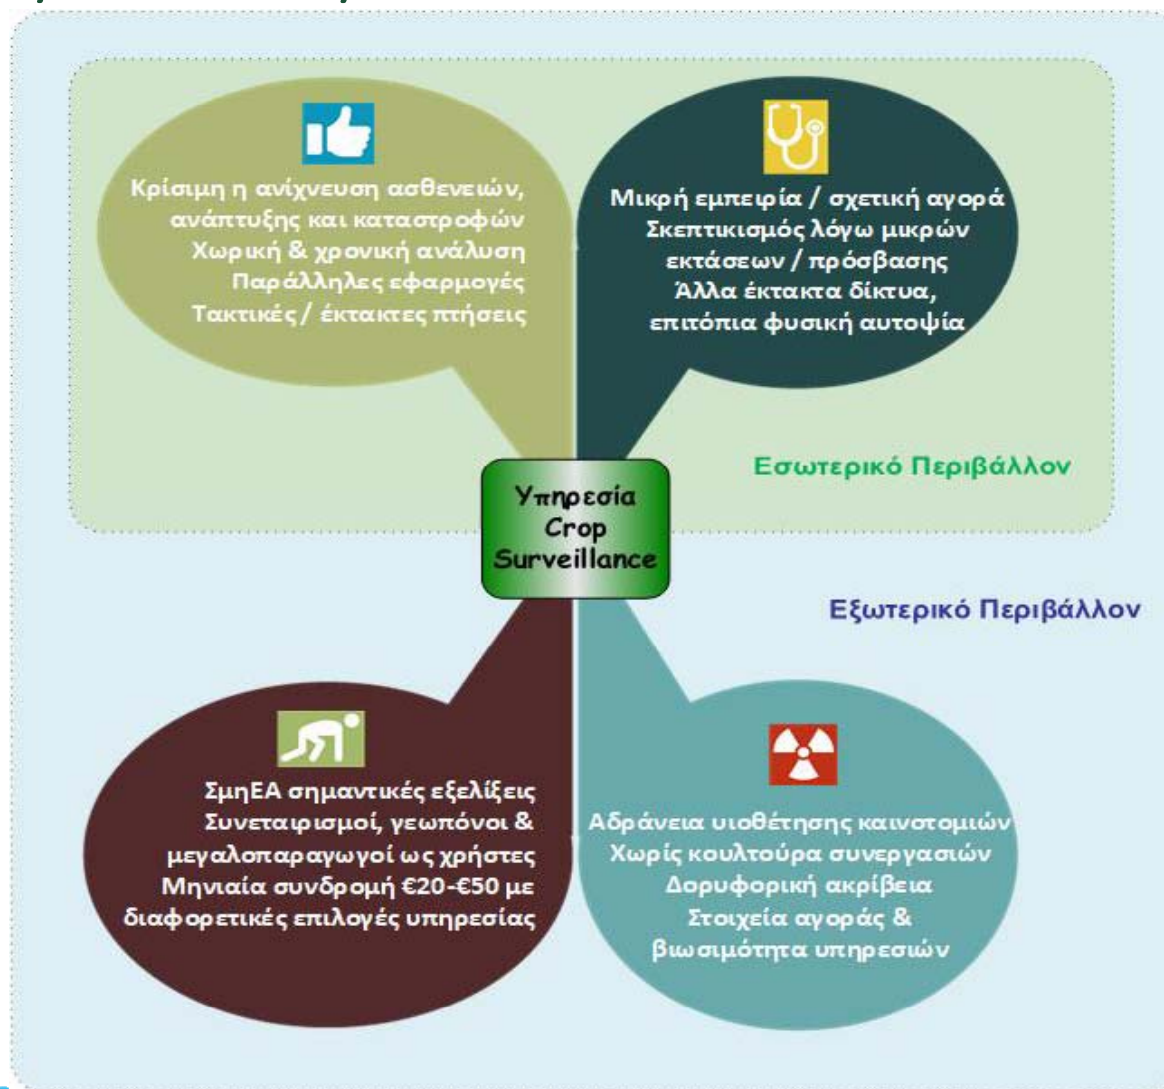 Κρίσιμη η ανίχνευση ασθενειών,
ανάπτυξης και καταστροφών
Χωρική & χρονική ανάλυση
Παράλληλες εφαρμογές
Τακτικές / έκτακτες πτήσεις
Μικρή εμπειρία / σχετική αγορά
Σκεπτικισμός λόγω μικρών
εκτάσεων / πρόσβασης
Άλλα έκτακτα δίκτυα,
επιτόπια φυσική αυτοψία
Εσωτερικό Περιβάλλον
Υπηρεσία
Crop
Surveillance
Εξωτερικό Περιβάλλον
ΣμηΕΑ σημαντικές εξελίξεις
Συνεταιρισμοί, γεωπόνοι &
μεγαλοπαραγωγοί ως χρήστες
Μηνιαία συνδρομή €20-€50 με
διαφορετικές επιλογές υπηρεσίας
Αδράνεια υιοθέτησης καινοτομιών
Χωρίς κουλτούρα συνεργασιών
Δορυφορική ακρίβεια
Στοιχεία αγοράς &
βιωσιμότητα υπηρεσιών